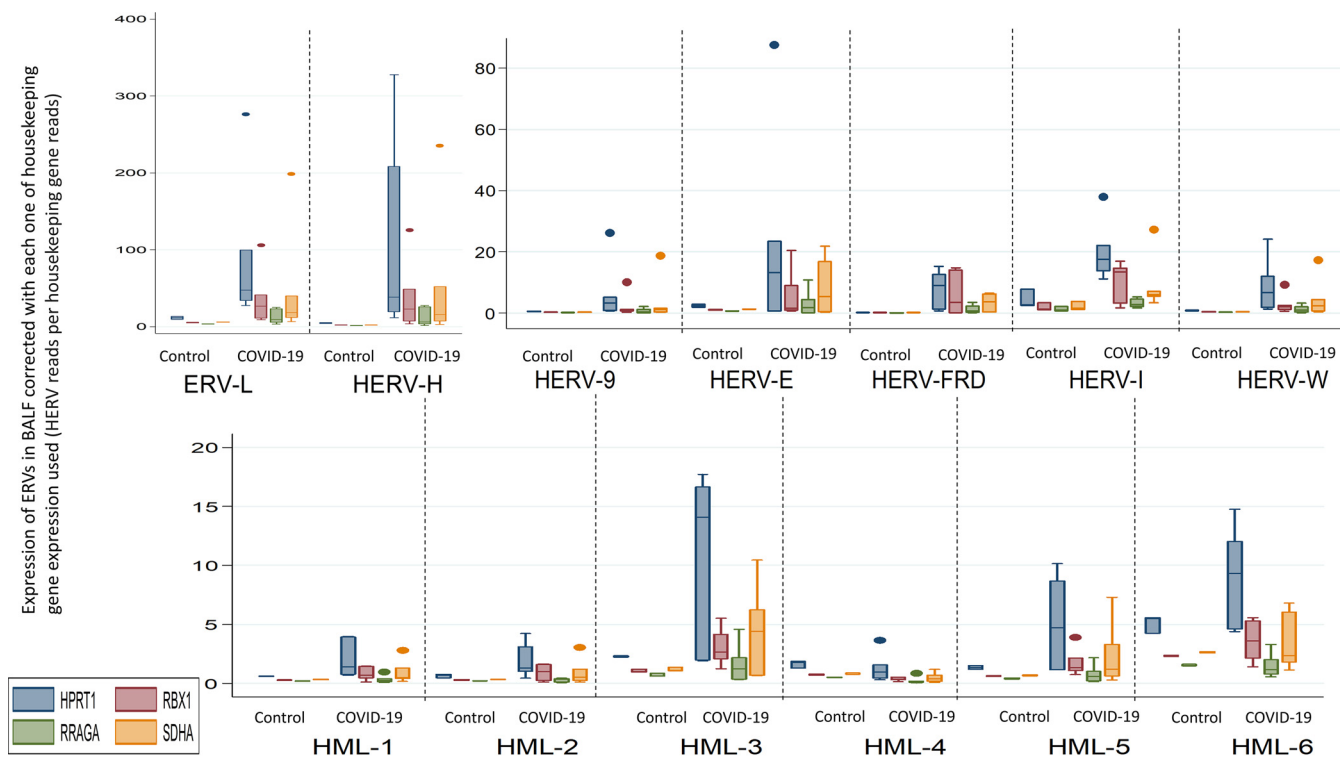 Expression of ERVs in BALF corrected with each one of housekeeping
gene expression used (HERV reads per housekeeping gene reads)
400
300
200
100
0
Control COVID-19 Control COVID-19
ERV-L HERV-H
80
60
40
20
0
Control COVID-19 Control COVID-19 Control COVID-19 Control COVID-19 Control COVID-19
HERV-9 HERV-E HERV-FRD HERV-I HERV-W
20
15
10
5
0
Control COVID-19 Control COVID-19 Control COVID-19 Control COVID-19 Control COVID-19 Control COVID-19
HML-1 HML-2 HML-3 HML-4 HML-5 HML-6
HPRT1 RBX1
RRAGA SDHA